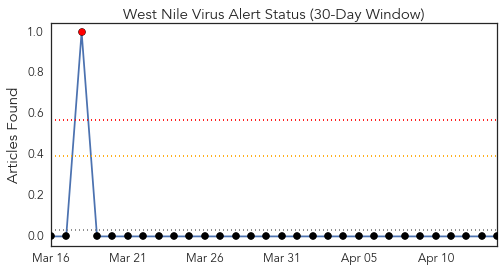 West Nile Virus Alert Status (30-Day Window)
Articles Found
1.0
0.8
0.6
0.4
0.2
0.0
Mar 16 Mar 21 Mar 26 Mar 31 Apr 05 Apr 10